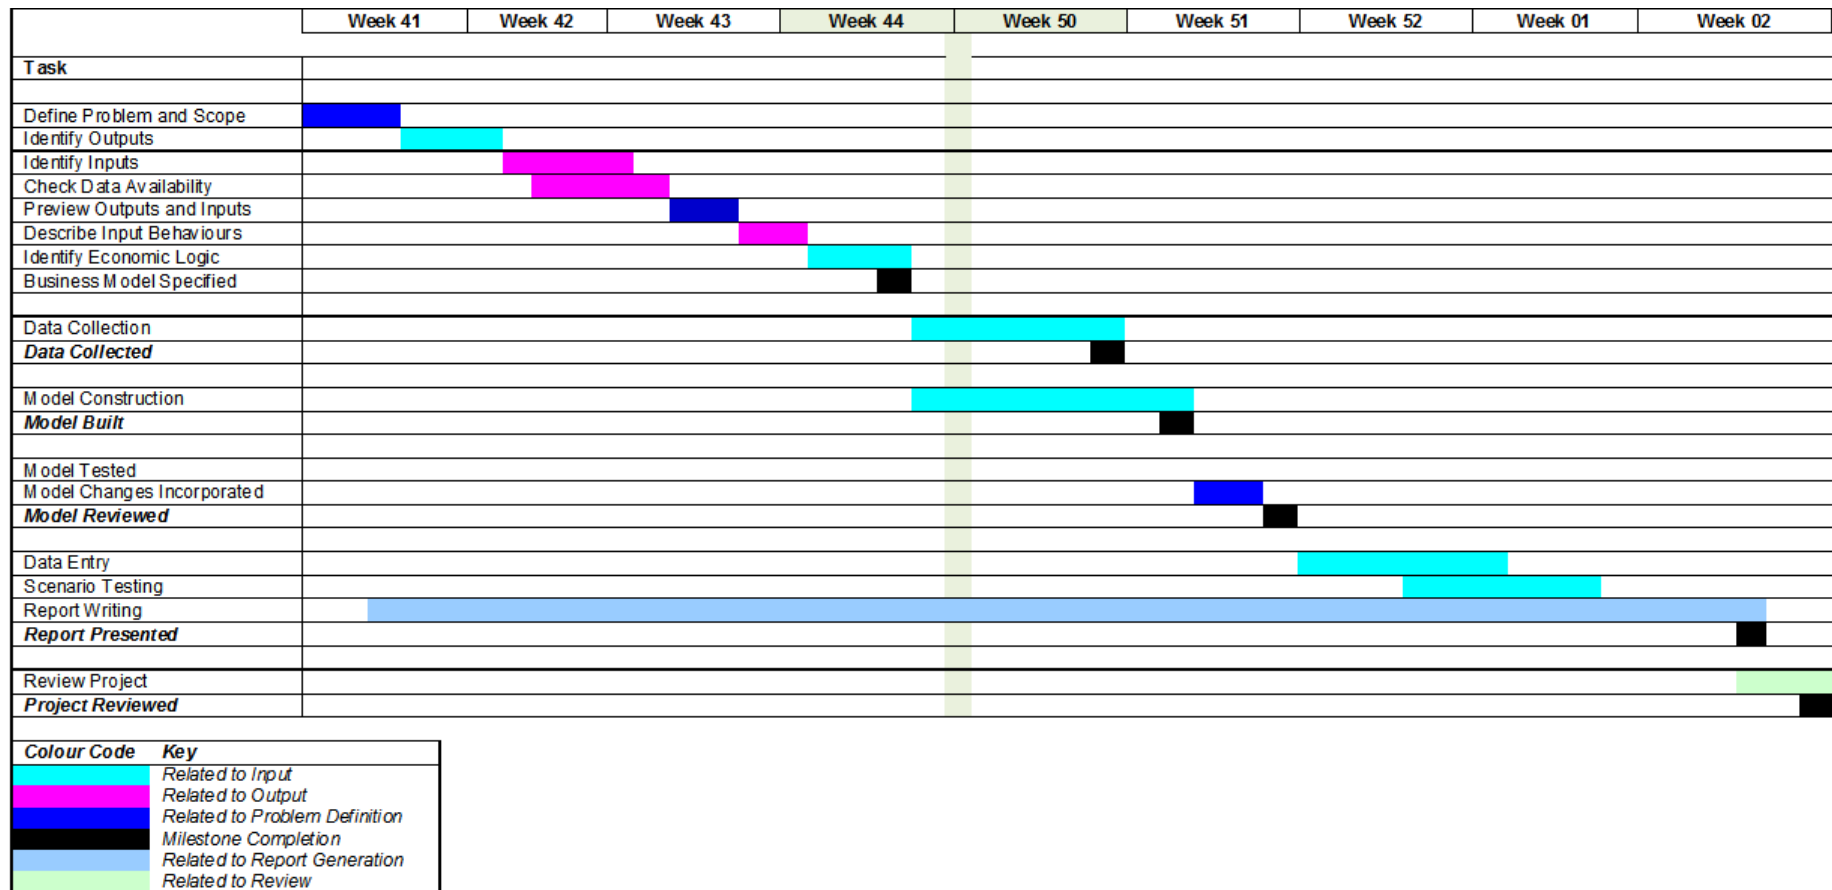 Week 41 Week 42 Week 43 Week 44 Week 50 Week 51 Week 52 Week 01 Week 02
Task
Define Problem and Scope
Identify Outputs
Identify Inputs
Check Data Availability
Preview Outputs and Inputs
Describe Input Behaviours
Identify Economic Logic
Business Model Specified
Data Collection
Data Collected
Model Construction
Model Built
Model Tested
Model Changes Incorporated
Model Reviewed
Data Entry
Scenario Testing
Report Writing
Report Presented
Review Project
Project Reviewed
Colour Code Key
Related to Input
Related to Output
Related to Problem Definition
Milestone Completion
Related to Report Generation
Related to Review